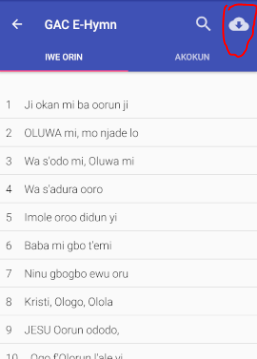 GAC E-Hymn
IWE ORIN
AKOKUN
1 Ji okan mi ba oorun ji
2 OLUWA mi, mo njade lo
3 Wa s'odo mi, Oluwa mi
4 Wa s'adura ooro
5 Imole oroo didun yi
6 Baba mi gbo t'emi
7 Ninu gbogbo ewu oru
8 Kristi, Ologo, Olola
9 JESU Oorun ododo,
10 Ogo f'Olorun l'ale yi